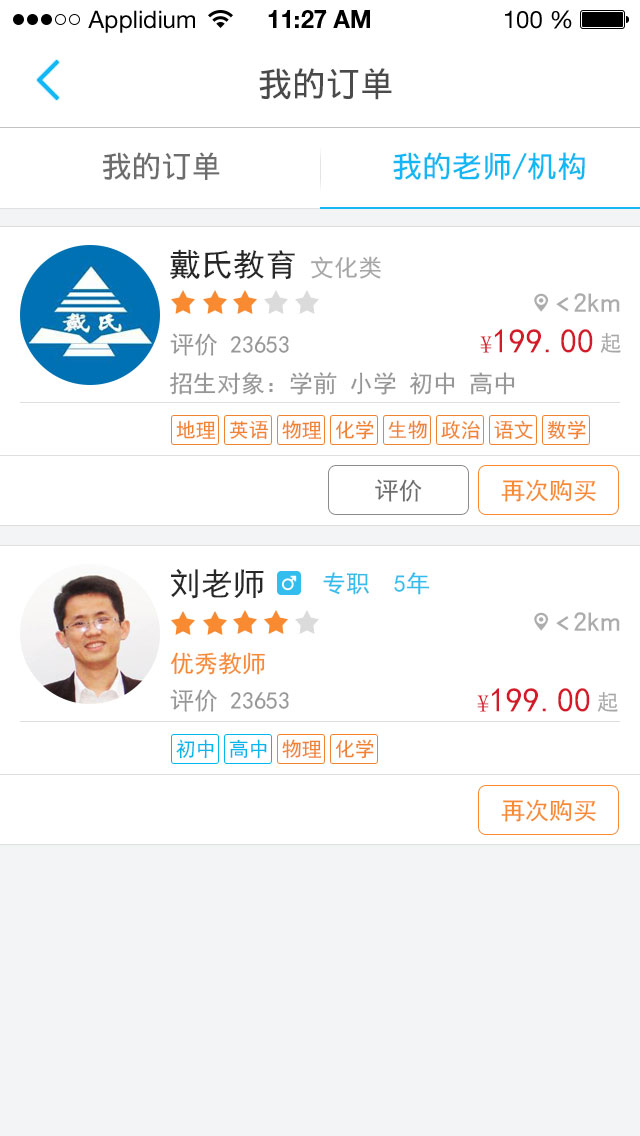 Applidium 11:27 AM 100 %
我的订单
我的订单 我的老师/机构
戴氏
戴氏教育 文化类
<2km
评价 23653 ¥199.00 起
招生对象：学前 小学 初中 高中
地理 英语 物理 化学 生物 政治 语文 数学
评价 再次购买
刘老师 专职 5年
<2km
优秀教师
评价 23653 ¥199.00 起
初中 高中 物理 化学
再次购买